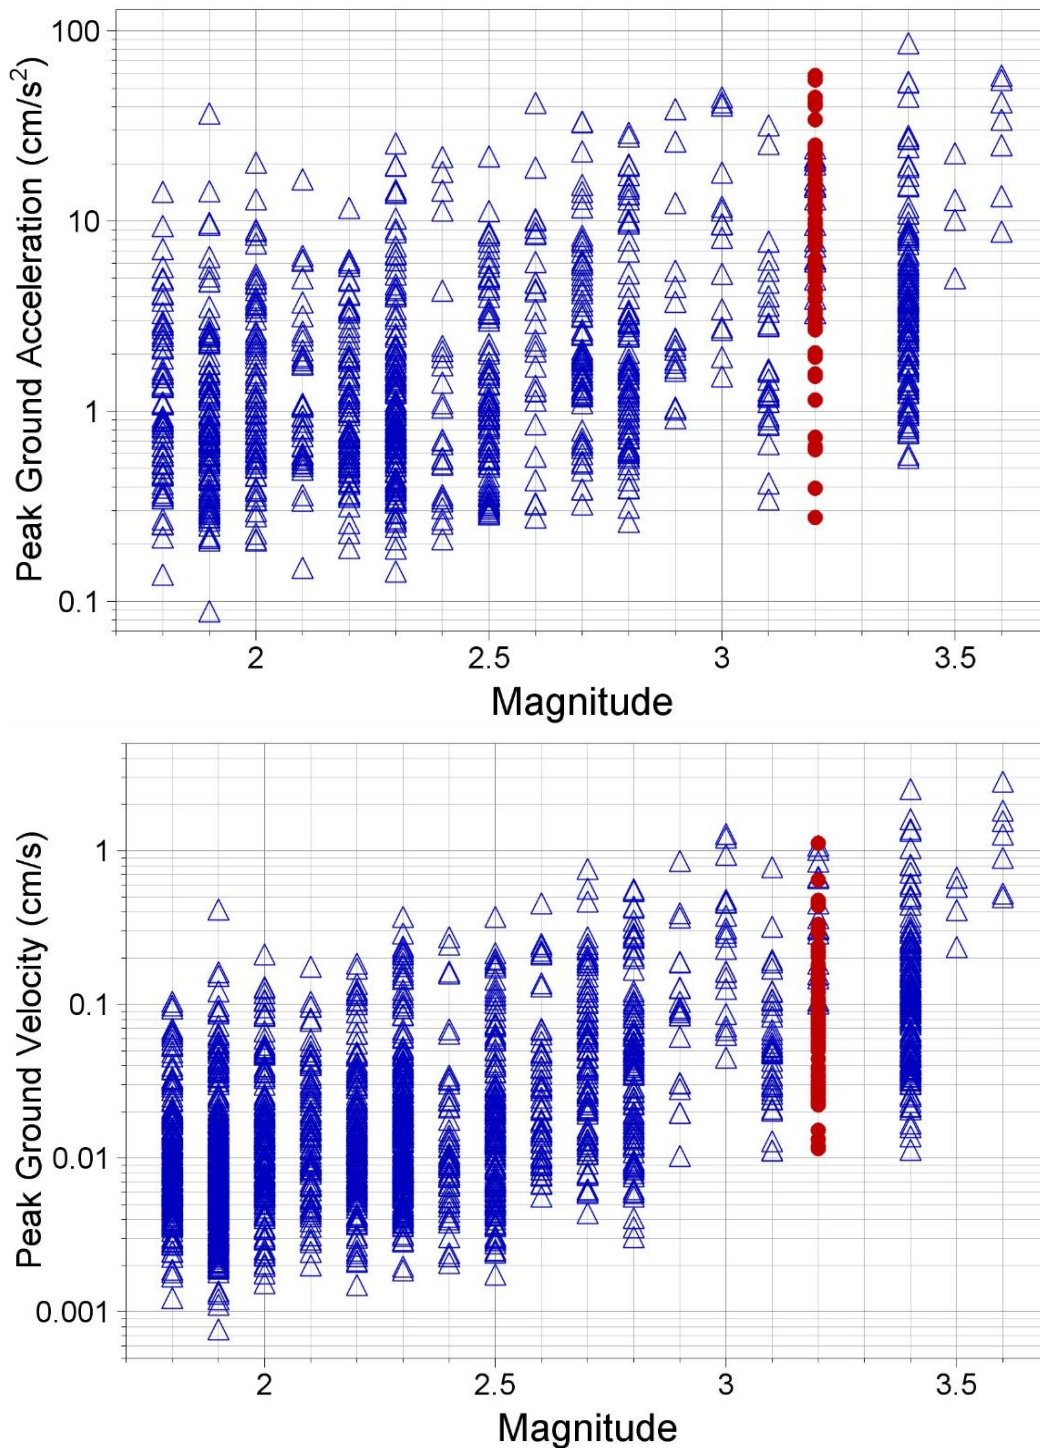 Peak Ground Acceleration (cm/s²)
100
10
1
0.1
2 2.5 3 3.5
Magnitude
Peak Ground Velocity (cm/s)
1
0.1
0.01
0.001
2 2.5 3 3.5
Magnitude